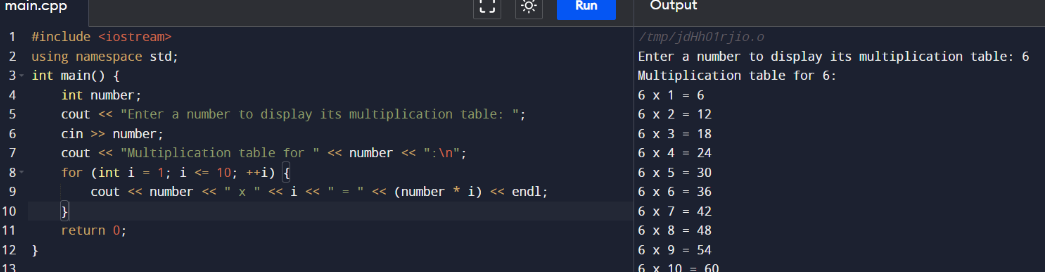 main.cpp
Run
Output
1 #include <iostream>
2 using namespace std;
3 int main() {
4     int number;
5     cout << "Enter a number to display its multiplication table: ";
6     cin >> number;
7     cout << "Multiplication table for " << number << ":\n";
8     for (int i = 1; i <= 10; ++i) {
9         cout << number << " x " << i << " = " << (number * i) << endl;
10     }
11     return 0;
12 }
13
/tmp/jdHhO1rjio.o
Enter a number to display its multiplication table: 6
Multiplication table for 6:
6 x 1 = 6
6 x 2 = 12
6 x 3 = 18
6 x 4 = 24
6 x 5 = 30
6 x 6 = 36
6 x 7 = 42
6 x 8 = 48
6 x 9 = 54
6 x 10 = 60